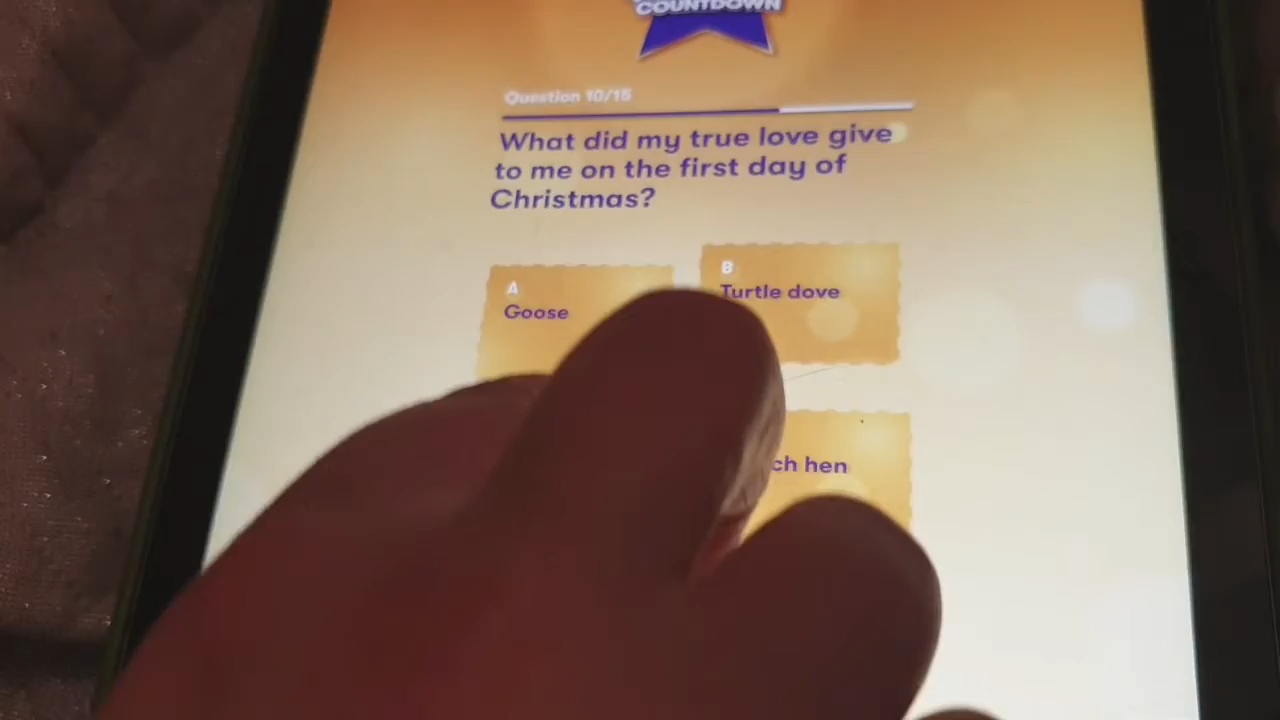 COUNTDOWN
Question 10/15
What did my true love give
to me on the first day of
Christmas?
A
Goose
B
Turtle dove
ch hen